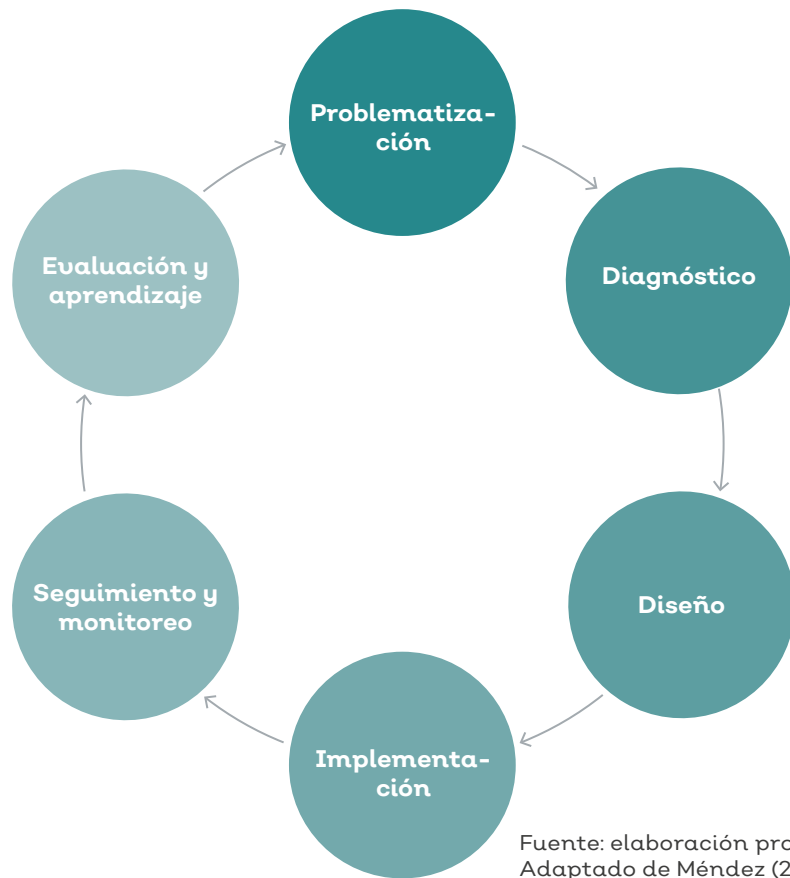 Problematiza-
ción
Diagnóstico
Diseño
Implementa-
ción
Seguimiento y
monitoreo
Evaluación y
aprendizaje
Fuente: elaboración
Adaptado de Méndez